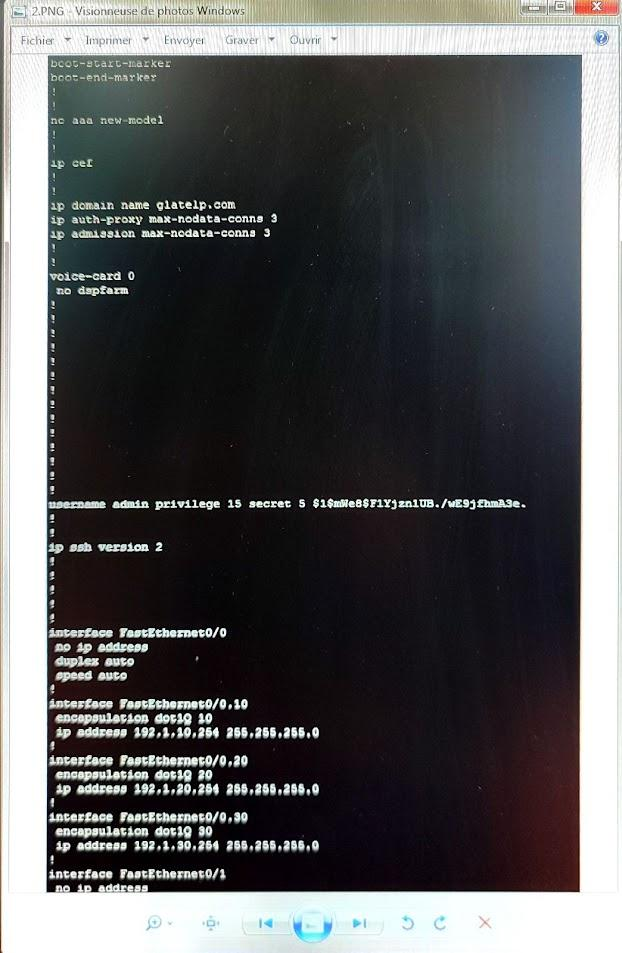 2.PNG - Visionneuse de photos Windows
Fichier Imprimer Envoyer Graver Ouvrir
boot-start-marker
boot-end-marker
!
!
no aaa new-model
!
!
ip cef
!
!
ip domain name glatelp.com
ip auth-proxy max-nodata-conns 3
ip admission max-nodata-conns 3
!
!
voice-card 0
no dspfarm
!
!
!
!
!
!
!
!
!
!
!
!
!
!
username admin privilege 15 secret 5 $1$mWe8$FlYjzn1UB./wE9jfhmA3e.
!
!
ip ssh version 2
!
!
!
!
!
interface FastEthernet0/0
no ip address
duplex auto
speed auto
!
interface FastEthernet0/0.10
encapsulation dot1Q 10
ip address 192.1.10.254 255.255.255.0
!
interface FastEthernet0/0.20
encapsulation dot1Q 20
ip address 192.1.20.254 255.255.255.0
!
interface FastEthernet0/0.30
encapsulation dot1Q 30
ip address 192.1.30.254 255.255.255.0
!
interface FastEthernet0/1
no ip address